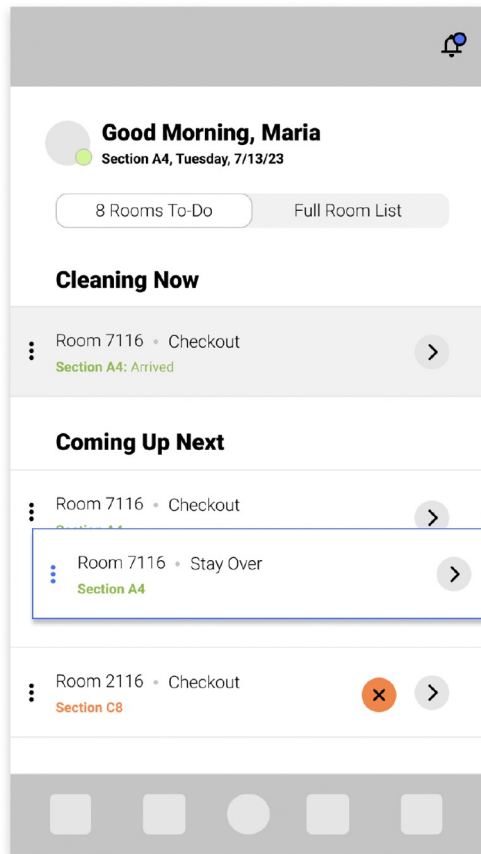 Good Morning, Maria
Section A4, Tuesday, 7/13/23
8 Rooms To-Do Full Room List
Cleaning Now
Room 7116 • Checkout
Section A4: Arrived
Coming Up Next
Room 7116 • Checkout
Section A4
Room 7116 • Stay Over
Section A4
Room 2116 • Checkout
Section C8